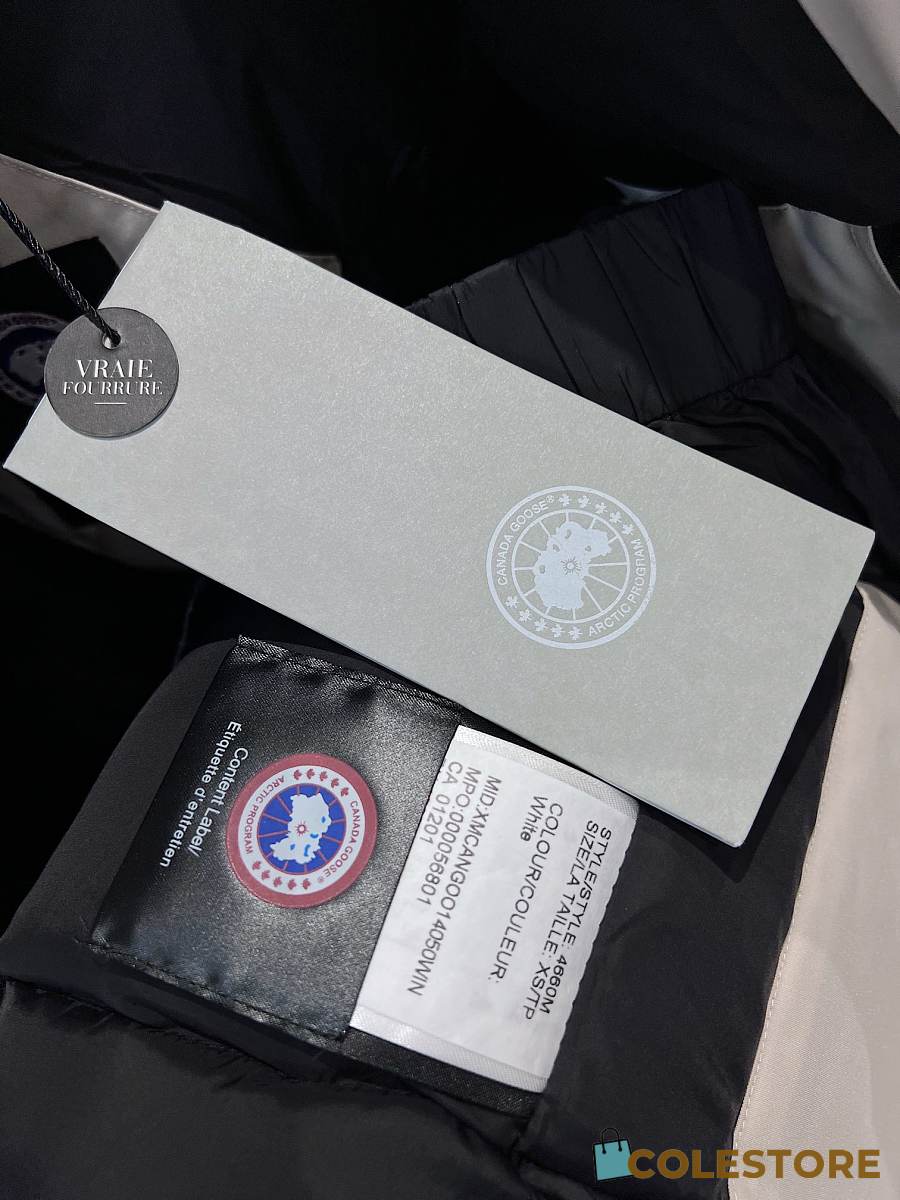 VRAIE
FOURRURE
CANADA GOOSE®
ARCTIC PROGRAM
Content Label/
Étiquette d'entretien
CANADA GOOSE®
ARCTIC PROGRAM
STYLE/STYLE: 4660M
SIZE/LA TAILLE: XS/TP
COLOUR/COULEUR:
White
MID:XMCANGOO14050WIN
MPO:1000056801
CA 01201
COLESTORE